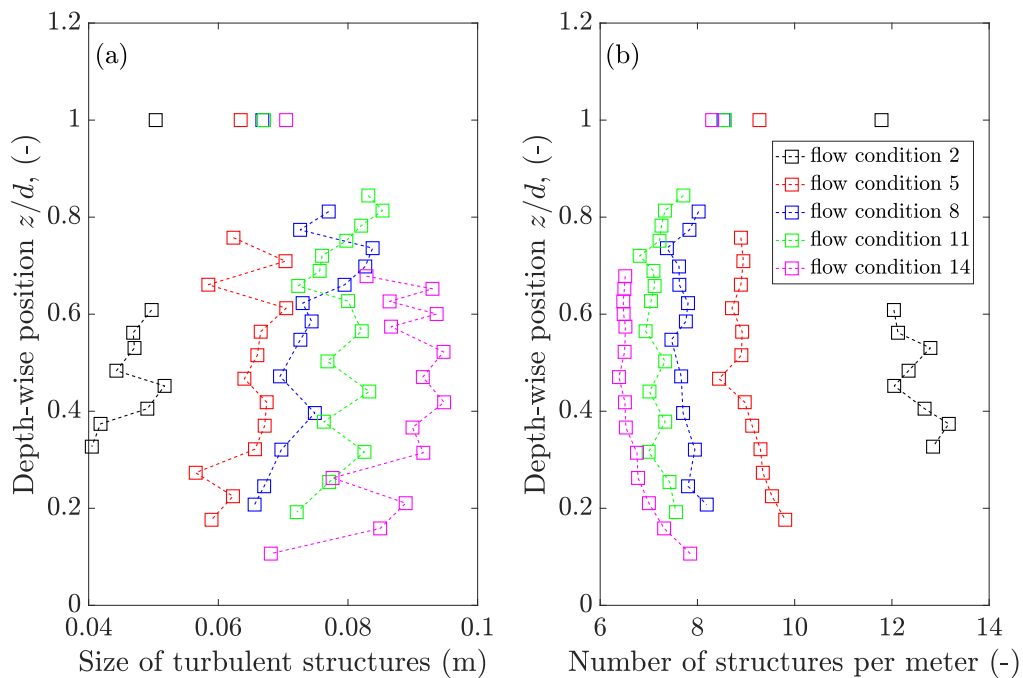 (a)
1.2
1
0.8
0.6
0.4
0.2
0
0.04 0.06 0.08 0.1
Depth-wise position z/d, (-)
Size of turbulent structures (m)
(b)
1.2
1
0.8
0.6
0.4
0.2
0
6 8 10 12 14
Depth-wise position z/d, (-)
Number of structures per meter (-)
flow condition 2
flow condition 5
flow condition 8
flow condition 11
flow condition 14